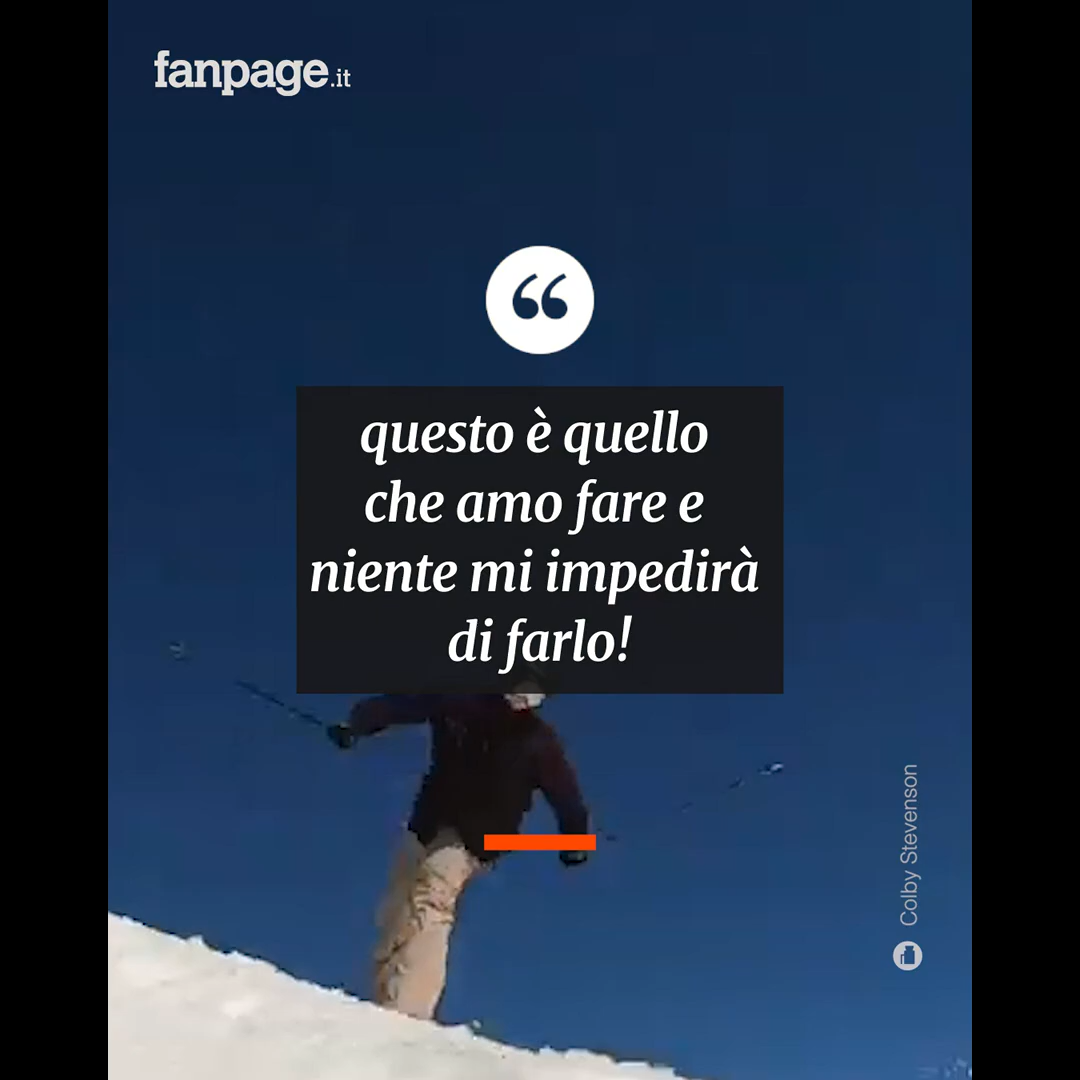 fanpage.it
“
questo è quello
che amo fare e
niente mi impedirà
di farlo!
Colby Stevenson